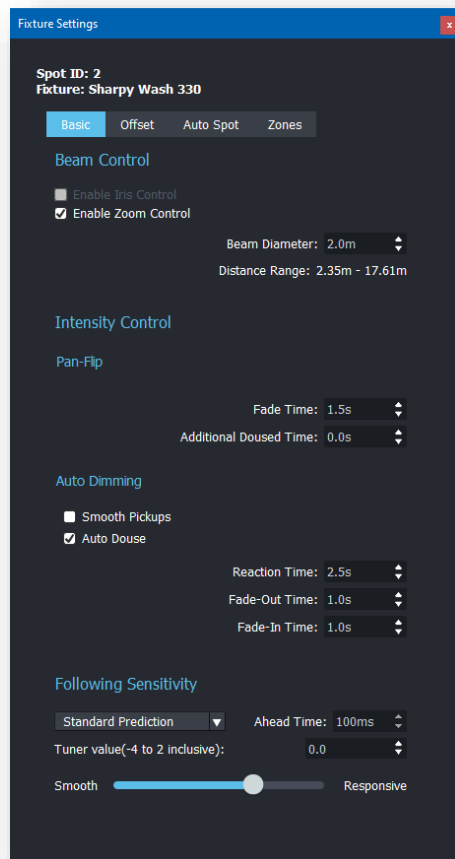 Fixture Settings
x
Spot ID: 2
Fixture: Sharpy Wash 330
Basic Offset Auto Spot Zones
Beam Control
Enable Iris Control
Enable Zoom Control
Beam Diameter: 2.0m
Distance Range: 2.35m - 17.61m
Intensity Control
Pan-Flip
Fade Time: 1.5s
Additional Doused Time: 0.0s
Auto Dimming
Smooth Pickups
Auto Douse
Reaction Time: 2.5s
Fade-Out Time: 1.0s
Fade-In Time: 1.0s
Following Sensitivity
Standard Prediction Ahead Time: 100ms
Tuner value(-4 to 2 inclusive): 0.0
Smooth Responsive